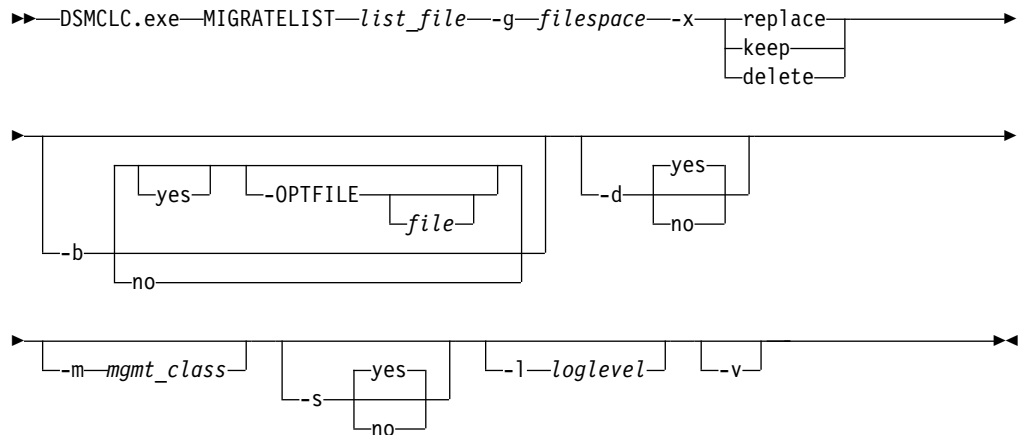 DSMCLC.exe MIGRATELIST list_file -g filespace -x replace
keep
delete
yes -OPTFILE
file
-b
no
-d yes
no
-m mgmt_class
-s yes
no
-l loglevel
-v